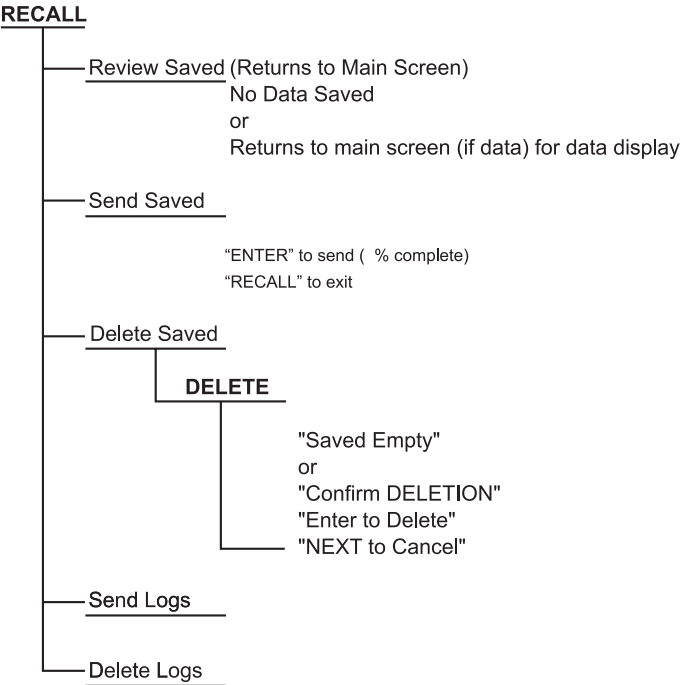 RECALL
Review Saved (Returns to Main Screen)
No Data Saved
or
Returns to main screen (if data) for data display
Send Saved
“ENTER” to send (  % complete)
“RECALL” to exit
Delete Saved
DELETE
"Saved Empty"
or
"Confirm DELETION"
"Enter to Delete"
"NEXT to Cancel"
Send Logs
Delete Logs